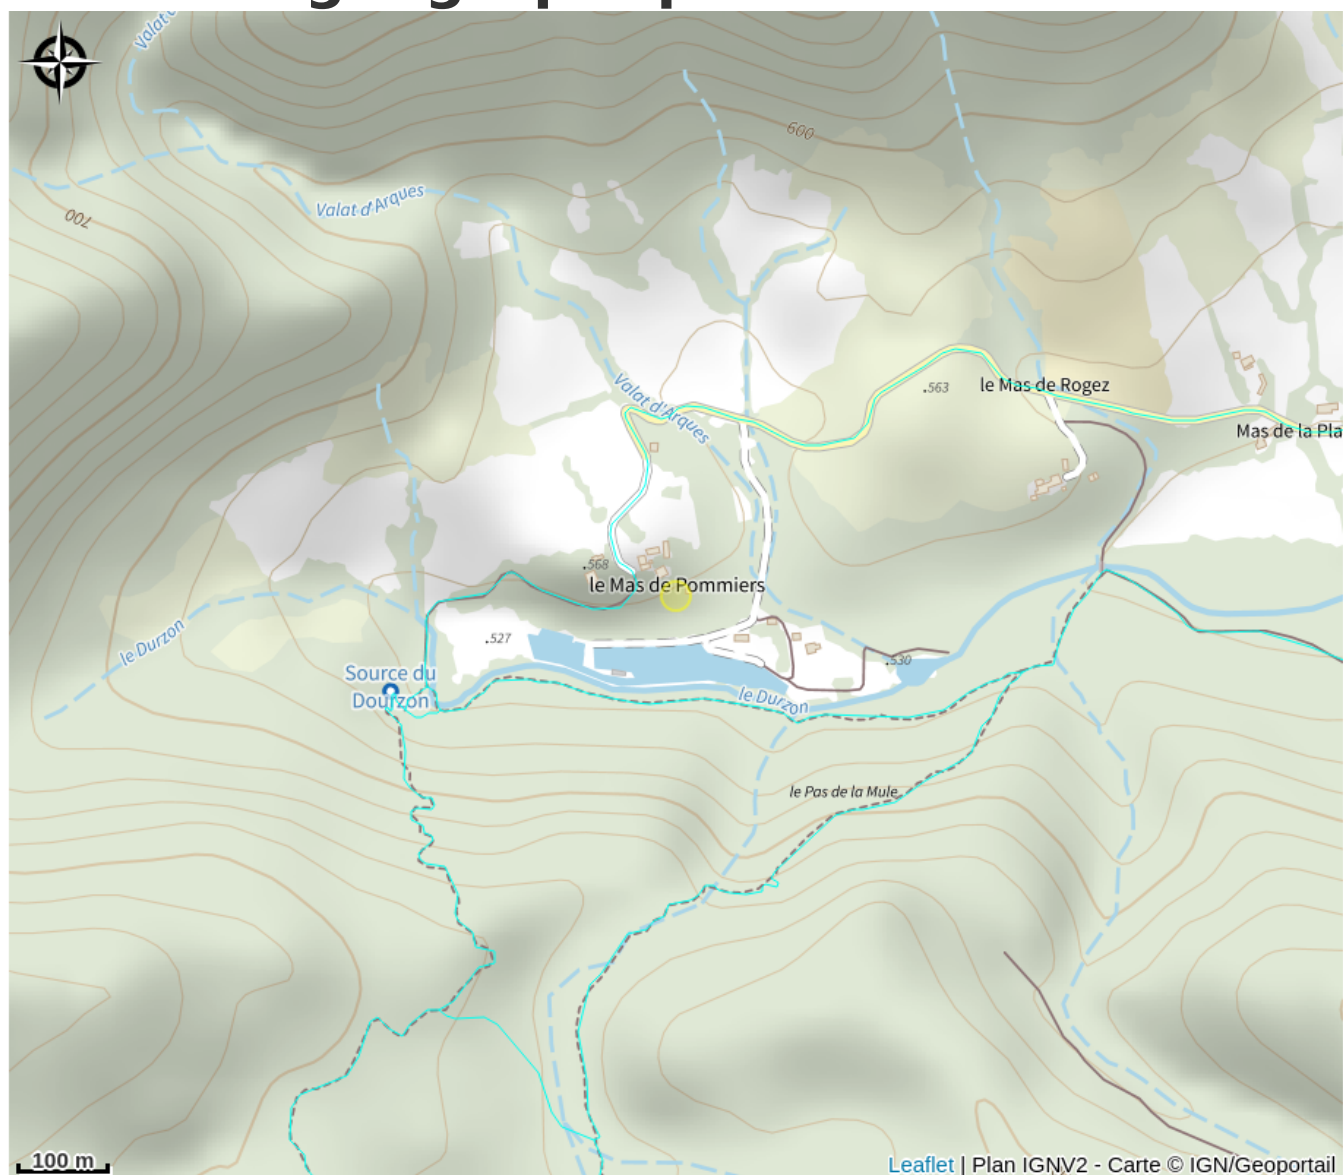 Valat d'Arques
600
700
Valat d'Arques
.563
le Mas de Rogez
Mas de la Pla
.568
le Mas de Pommiers
le Durzon
.527
Source du
Dourzon
.530
le Durzon
le Pas de la Mule
100 m
Leaflet | Plan IGNV2 - Carte © IGN/Geoportail